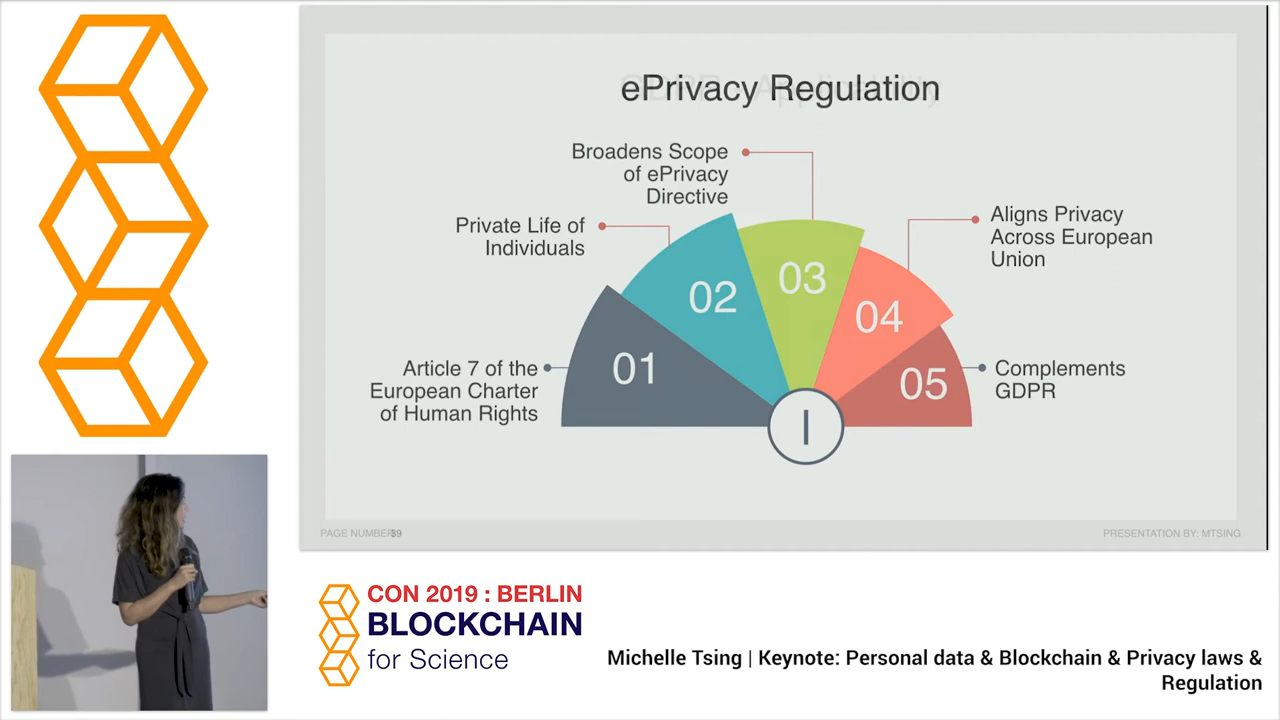 ePrivacy Regulation
Broadens Scope
of ePrivacy
Directive
Private Life of
Individuals
Aligns Privacy
Across European
Union
Article 7 of the
European Charter
of Human Rights
Complements
GDPR
01
02
03
04
05
PAGE NUMBER
PRESENTATION BY: MTSING
CON 2019 : BERLIN
BLOCKCHAIN
for Science
Michelle Tsing | Keynote: Personal data & Blockchain & Privacy laws &
Regulation